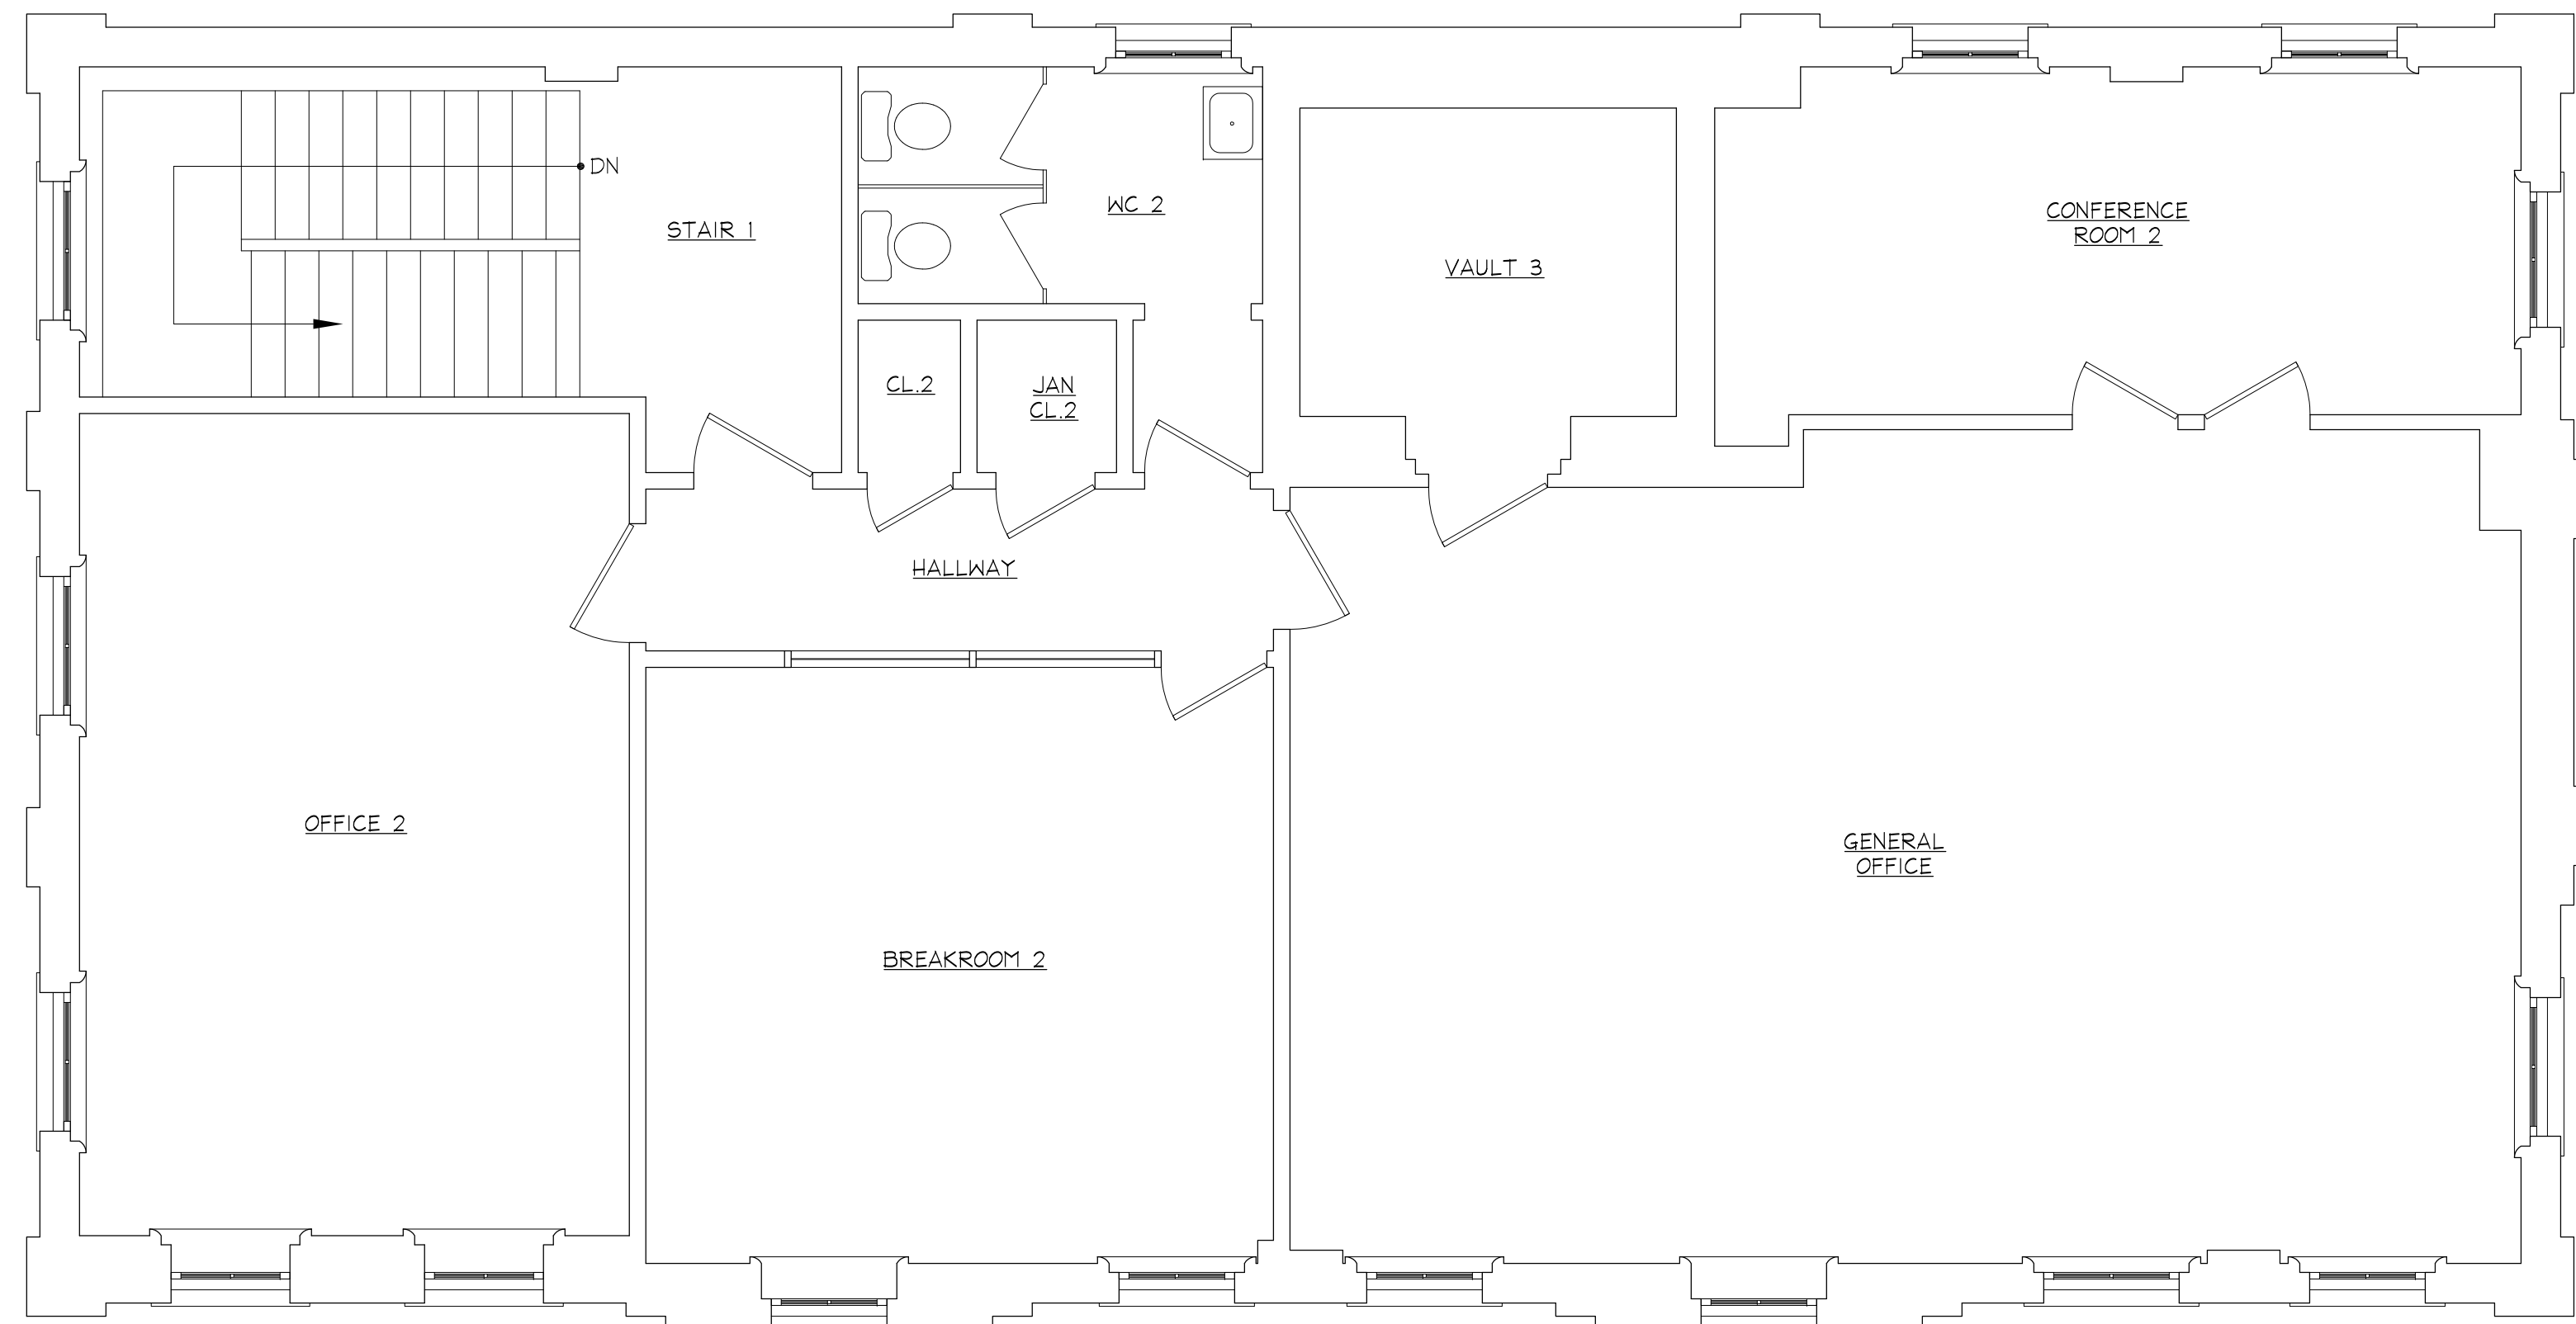 DN
STAIR 1
WC 2
CONFERENCE
ROOM 2
VAULT 3
CL.2
JAN
CL.2
HALLWAY
OFFICE 2
GENERAL
OFFICE
BREAKROOM 2